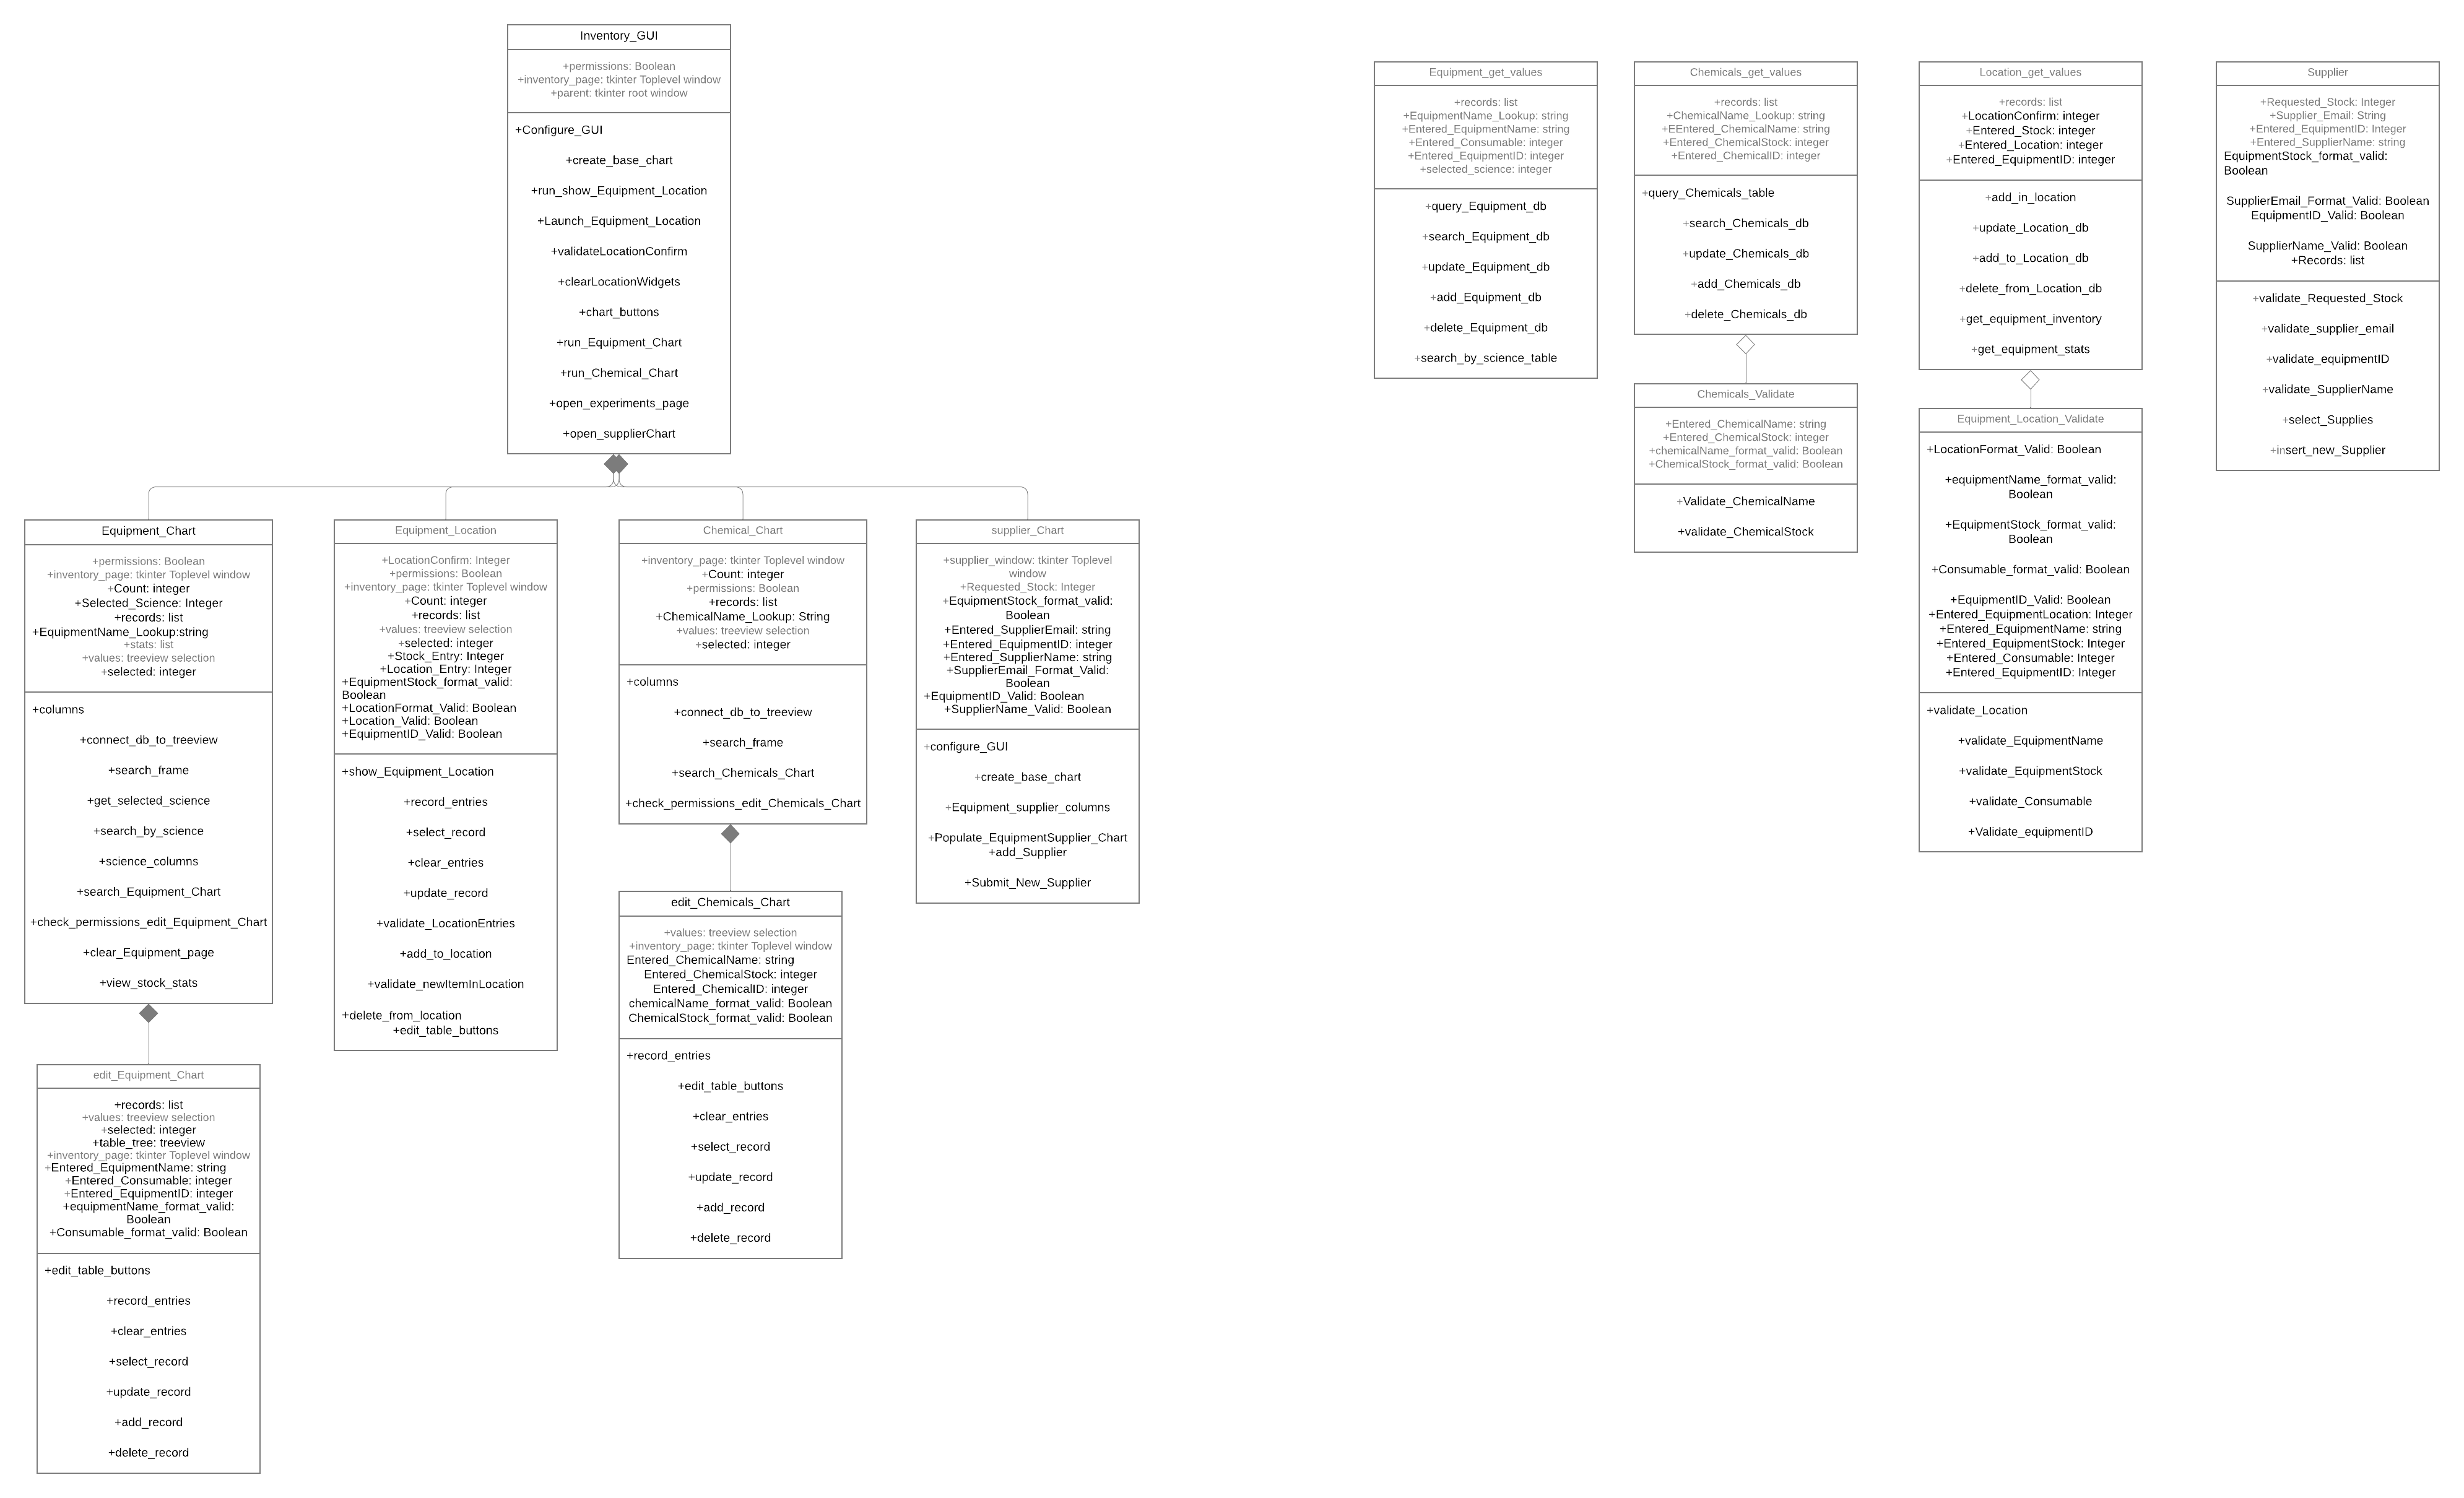 Inventory_GUI
+permissions: Boolean
+inventory_page: tkinter Toplevel window
+parent: tkinter root window
+Configure_GUI
+create_base_chart
+run_show_Equipment_Location
+Launch_Equipment_Location
+validateLocationConfirm
+clearLocationWidgets
+chart_buttons
+run_Equipment_Chart
+run_Chemical_Chart
+open_experiments_page
+open_supplierChart
Equipment_Chart
+permissions: Boolean
+inventory_page: tkinter Toplevel window
+Count: integer
+Selected_Science: Integer
+records: list
+EquipmentName_Lookup:string
+stats: list
+values: treeview selection
+selected: integer
+columns
+connect_db_to_treeview
+search_frame
+get_selected_science
+search_by_science
+science_columns
+search_Equipment_Chart
+check_permissions_edit_Equipment_Chart
+clear_Equipment_page
+view_stock_stats
edit_Equipment_Chart
+records: list
+values: treeview selection
+selected: integer
+table_tree: treeview
+inventory_page: tkinter Toplevel window
+Entered_EquipmentName: string
+Entered_Consumable: integer
+Entered_EquipmentID: integer
+equipmentName_format_valid:
Boolean
+Consumable_format_valid: Boolean
+edit_table_buttons
+record_entries
+clear_entries
+select_record
+update_record
+add_record
+delete_record
Equipment_Location
+LocationConfirm: Integer
+permissions: Boolean
+inventory_page: tkinter Toplevel window
+Count: integer
+records: list
+values: treeview selection
+selected: integer
+Stock_Entry: Integer
+Location_Entry: Integer
+EquipmentStock_format_valid:
Boolean
+LocationFormat_Valid: Boolean
+Location_Valid: Boolean
+EquipmentID_Valid: Boolean
+show_Equipment_Location
+record_entries
+select_record
+clear_entries
+update_record
+validate_LocationEntries
+add_to_location
+validate_newItemInLocation
+delete_from_location
+edit_table_buttons
Chemical_Chart
+inventory_page: tkinter Toplevel window
+Count: integer
+permissions: Boolean
+records: list
+ChemicalName_Lookup: String
+values: treeview selection
+selected: integer
+columns
+connect_db_to_treeview
+search_frame
+search_Chemicals_Chart
+check_permissions_edit_Chemicals_Chart
edit_Chemicals_Chart
+values: treeview selection
+inventory_page: tkinter Toplevel window
Entered_ChemicalName: string
Entered_ChemicalStock: integer
Entered_ChemicalID: integer
chemicalName_format_valid: Boolean
ChemicalStock_format_valid: Boolean
+record_entries
+edit_table_buttons
+clear_entries
+select_record
+update_record
+add_record
+delete_record
supplier_Chart
+supplier_window: tkinter Toplevel
window
+Requested_Stock: Integer
+EquipmentStock_format_valid:
Boolean
+Entered_SupplierEmail: string
+Entered_EquipmentID: integer
+Entered_SupplierName: string
+SupplierEmail_Format_Valid:
Boolean
+EquipmentID_Valid: Boolean
+SupplierName_Valid: Boolean
+configure_GUI
+create_base_chart
+Equipment_supplier_columns
+Populate_EquipmentSupplier_Chart
+add_Supplier
+Submit_New_Supplier
Equipment_get_values
+records: list
+EquipmentName_Lookup: string
+Entered_EquipmentName: string
+Entered_Consumable: integer
+Entered_EquipmentID: integer
+selected_science: integer
+query_Equipment_db
+search_Equipment_db
+update_Equipment_db
+add_Equipment_db
+delete_Equipment_db
+search_by_science_table
Chemicals_get_values
+records: list
+ChemicalName_Lookup: string
+EEntered_ChemicalName: string
+Entered_ChemicalStock: integer
+Entered_ChemicalID: integer
+query_Chemicals_table
+search_Chemicals_db
+update_Chemicals_db
+add_Chemicals_db
+delete_Chemicals_db
Chemicals_Validate
+Entered_ChemicalName: string
+Entered_ChemicalStock: integer
+chemicalName_format_valid: Boolean
+ChemicalStock_format_valid: Boolean
+Validate_ChemicalName
+validate_ChemicalStock
Location_get_values
+records: list
+LocationConfirm: integer
+Entered_Stock: integer
+Entered_Location: integer
+Entered_EquipmentID: integer
+add_in_location
+update_Location_db
+add_to_Location_db
+delete_from_Location_db
+get_equipment_inventory
+get_equipment_stats
Equipment_Location_Validate
+LocationFormat_Valid: Boolean
+equipmentName_format_valid:
Boolean
+EquipmentStock_format_valid:
Boolean
+Consumable_format_valid: Boolean
+EquipmentID_Valid: Boolean
+Entered_EquipmentLocation: Integer
+Entered_EquipmentName: string
+Entered_EquipmentStock: Integer
+Entered_Consumable: Integer
+Entered_EquipmentID: Integer
+validate_Location
+validate_EquipmentName
+validate_EquipmentStock
+validate_Consumable
+Validate_equipmentID
Supplier
+Requested_Stock: Integer
+Supplier_Email: String
+Entered_EquipmentID: Integer
+Entered_SupplierName: string
EquipmentStock_format_valid:
Boolean
SupplierEmail_Format_Valid: Boolean
EquipmentID_Valid: Boolean
SupplierName_Valid: Boolean
+Records: list
+validate_Requested_Stock
+validate_supplier_email
+validate_equipmentID
+validate_SupplierName
+select_Supplies
+insert_new_Supplier